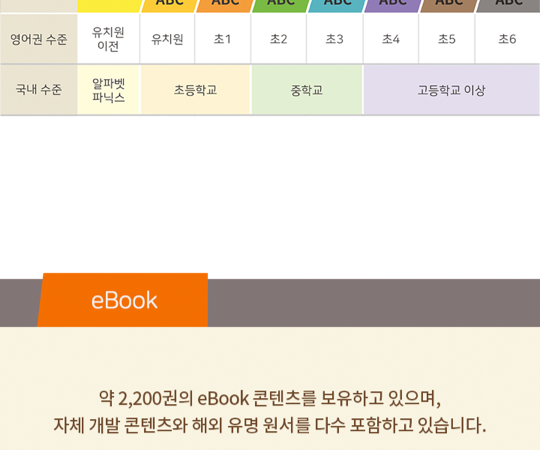 ABC ABC ABC ABC ABC ABC ABC
영어권 수준 유치원 이전 유치원 초1 초2 초3 초4 초5 초6
국내 수준 알파벳 파닉스 초등학교 중학교 고등학교 이상
eBook
약 2,200권의 eBook 콘텐츠를 보유하고 있으며,
자체 개발 콘텐츠와 해외 유명 원서를 다수 포함하고 있습니다.